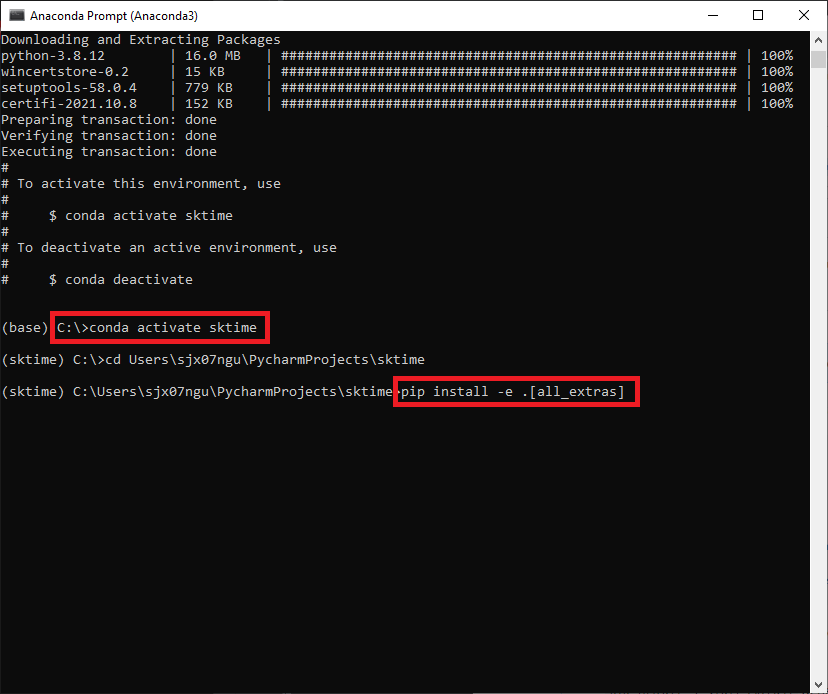 Anaconda Prompt (Anaconda3)
Downloading and Extracting Packages
python-3.8.12        | 16.0 MB   | ######################################################### | 100%
wincertstore-0.2     | 15 KB     | ######################################################### | 100%
setuptools-58.0.4    | 779 KB    | ######################################################### | 100%
certifi-2021.10.8    | 152 KB    | ######################################################### | 100%
Preparing transaction: done
Verifying transaction: done
Executing transaction: done
#
# To activate this environment, use
#
#     $ conda activate sktime
#
# To deactivate an active environment, use
#
#     $ conda deactivate
(base) C:\>conda activate sktime
(sktime) C:\>cd Users\sjx07ngu\PycharmProjects\sktime
(sktime) C:\Users\sjx07ngu\PycharmProjects\sktime>pip install -e .[all_extras]